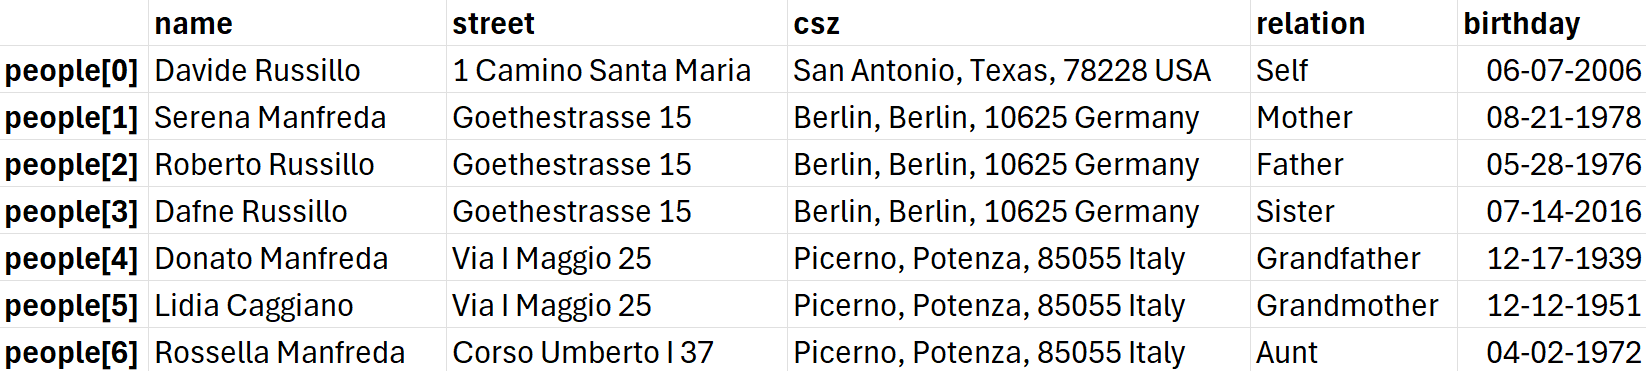 name street csz relation birthday
people[0] Davide Russillo 1 Camino Santa Maria San Antonio, Texas, 78228 USA Self 06-07-2006
people[1] Serena Manfreda Goethestrasse 15 Berlin, Berlin, 10625 Germany Mother 08-21-1978
people[2] Roberto Russillo Goethestrasse 15 Berlin, Berlin, 10625 Germany Father 05-28-1976
people[3] Dafne Russillo Goethestrasse 15 Berlin, Berlin, 10625 Germany Sister 07-14-2016
people[4] Donato Manfreda Via I Maggio 25 Picerno, Potenza, 85055 Italy Grandfather 12-17-1939
people[5] Lidia Caggiano Via I Maggio 25 Picerno, Potenza, 85055 Italy Grandmother 12-12-1951
people[6] Rossella Manfreda Corso Umberto I 37 Picerno, Potenza, 85055 Italy Aunt 04-02-1972